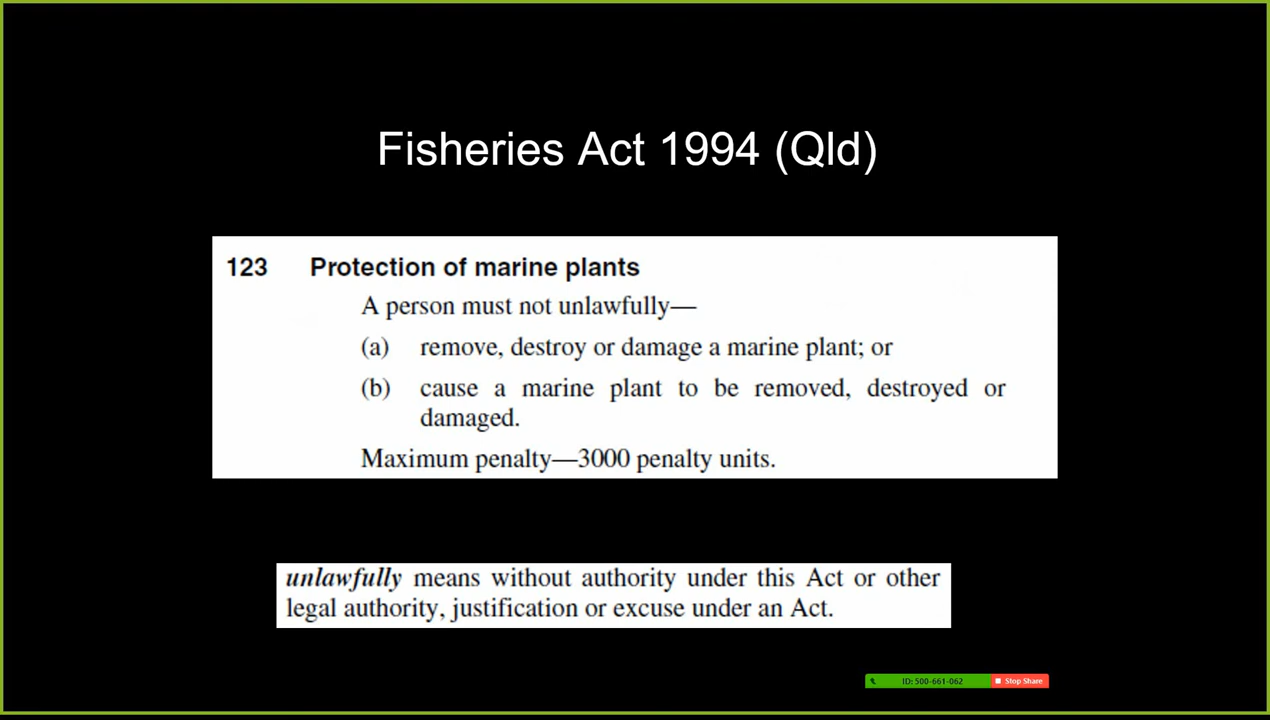 Fisheries Act 1994 (Qld)
123 Protection of marine plants
A person must not unlawfully—
(a) remove, destroy or damage a marine plant; or
(b) cause a marine plant to be removed, destroyed or
damaged.
Maximum penalty—3000 penalty units.
unlawfully means without authority under this Act or other
legal authority, justification or excuse under an Act.
ID: 500-661-062 Stop Share